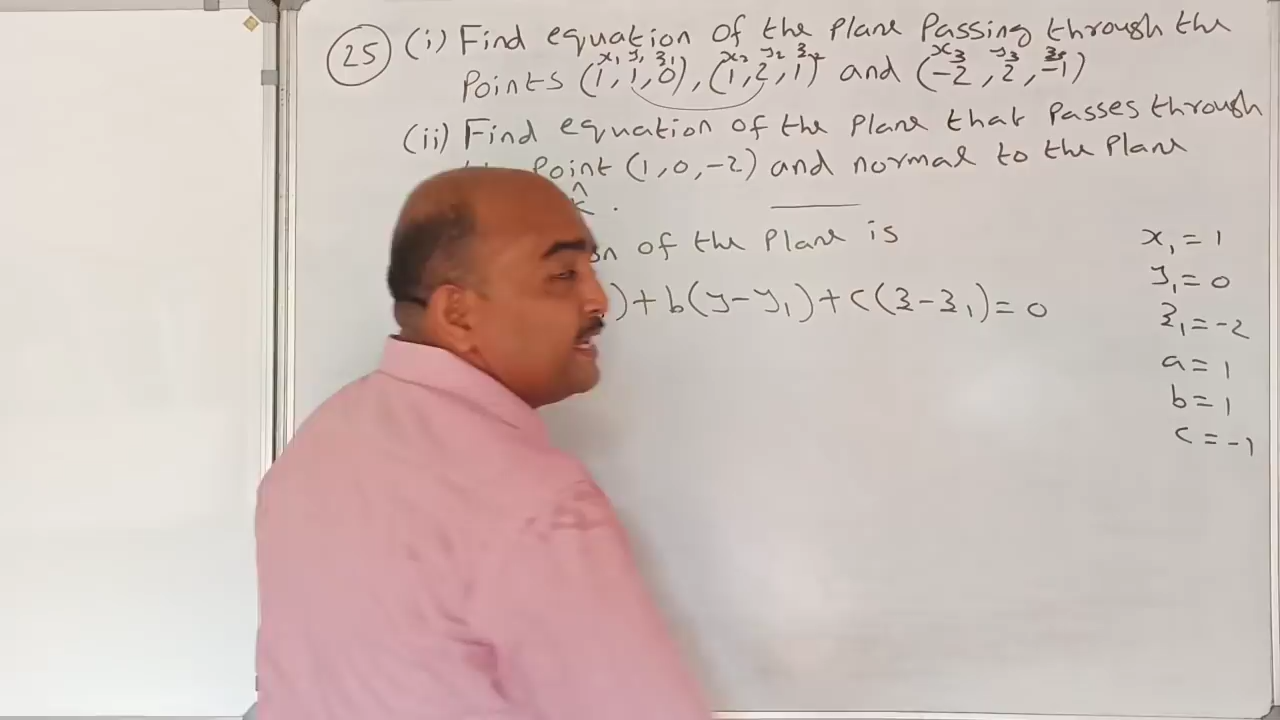 25 (i) Find equation of the Plane Passing through the
x₁ y₁ z₁ x₂ y₂ z₂ x₃ y₃ z₃
Points (1, 1, 0), (1, 2, 1) and (-2, 2, -1)
(ii) Find equation of the Plane that Passes through
Point (1, 0, -2) and normal to the Plane
k̂.
of the Plane is
) + b(y - y₁) + c(z - z₁) = 0
x₁ = 1
y₁ = 0
z₁ = -2
a = 1
b = 1
c = -1